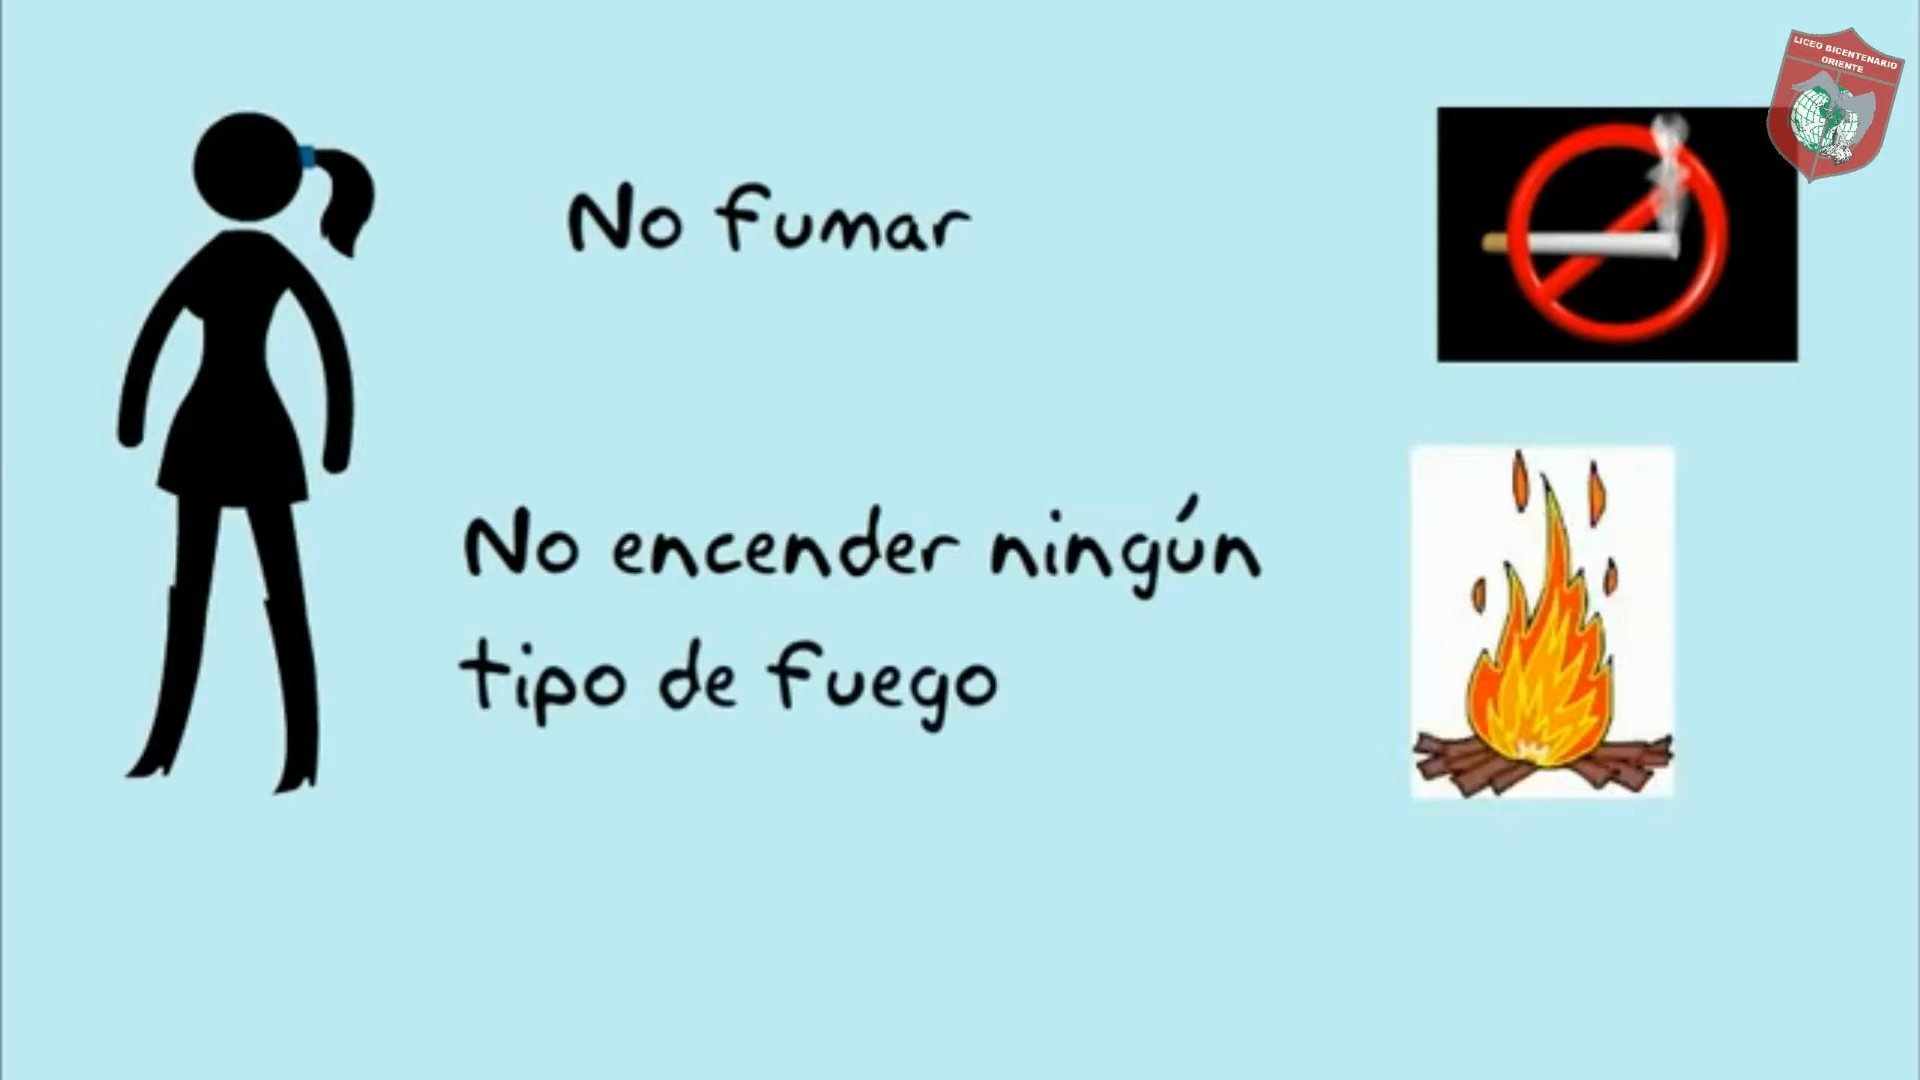 LICEO BICENTENARIO
ORIENTE
No fumar
No encender ningún
tipo de fuego